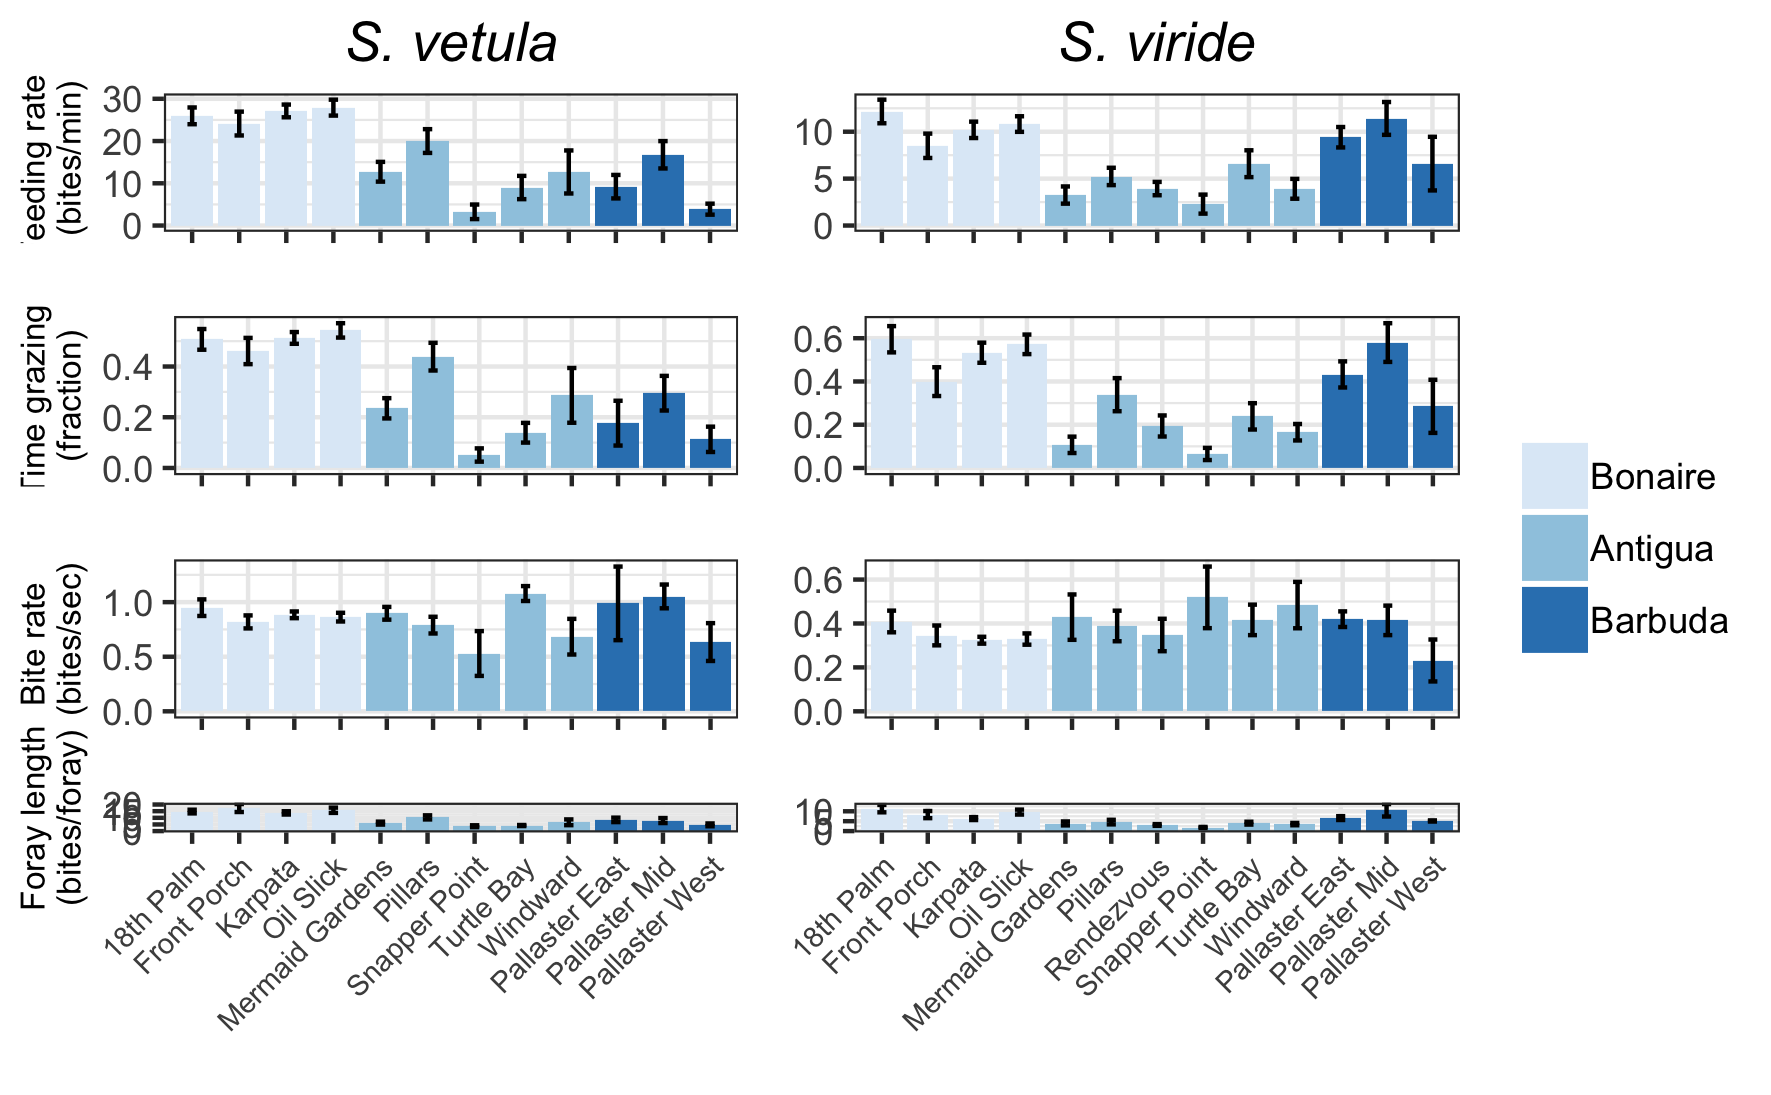 S. vetula
S. viride
eeding rate
(bites/min)
30
20
10
0
10
5
0
Time grazing
(fraction)
0.4
0.2
0.0
0.6
0.4
0.2
0.0
Bite rate
(bites/sec)
1.0
0.5
0.0
0.6
0.4
0.2
0.0
Foray length
(bites/foray)
20
0
10
5
0
18th Palm
Front Porch
Karpata
Oil Slick
Mermaid Gardens
Pillars
Snapper Point
Turtle Bay
Windward
Pallaster East
Pallaster Mid
Pallaster West
18th Palm
Front Porch
Karpata
Oil Slick
Mermaid Gardens
Pillars
Rendezvous
Snapper Point
Turtle Bay
Windward
Pallaster East
Pallaster Mid
Pallaster West
Bonaire
Antigua
Barbuda